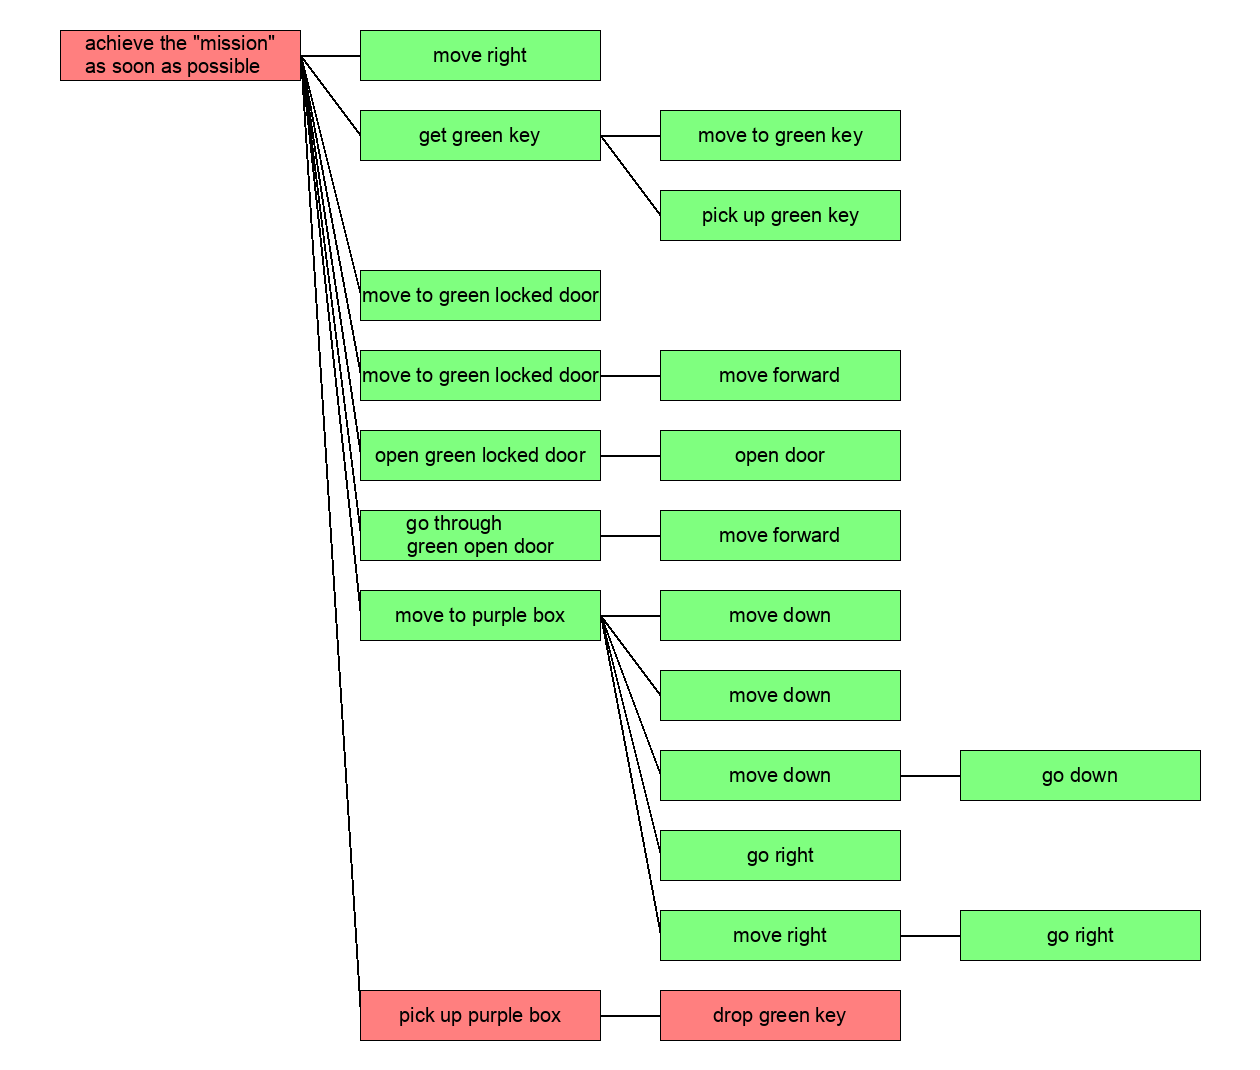 achieve the "mission"
as soon as possible
move right
get green key
move to green key
pick up green key
move to green locked door
move to green locked door
move forward
open green locked door
open door
go through
green open door
move forward
move to purple box
move down
move down
move down
go down
go right
move right
go right
pick up purple box
drop green key